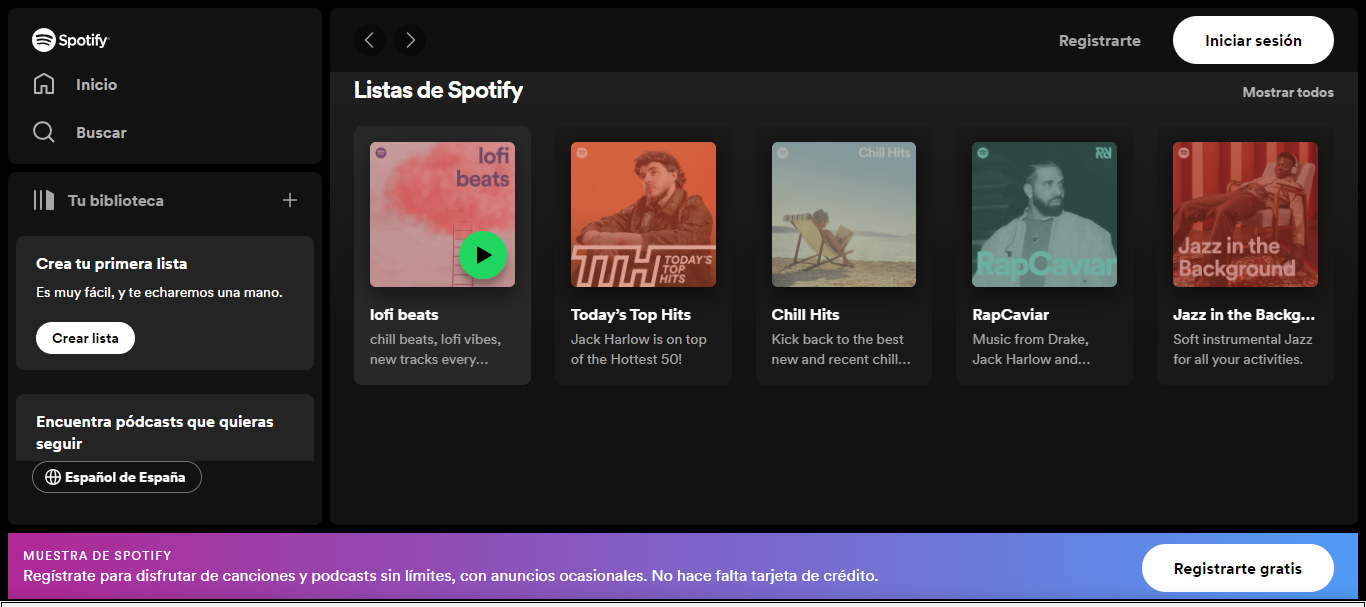 Spotify
Inicio
Buscar
Tu biblioteca
Crea tu primera lista
Es muy fácil, y te echaremos una mano.
Crear lista
Encuentra pódcasts que quieras
seguir
Español de España
Registrarte
Iniciar sesión
Listas de Spotify
Mostrar todos
lofi
beats
lofi beats
chill beats, lofi vibes,
new tracks every...
TTH TODAY'S
TOP
HITS
Today's Top Hits
Jack Harlow is on top
of the Hottest 50!
Chill Hits
Chill Hits
Kick back to the best
new and recent chill...
RapCaviar
RapCaviar
Music from Drake,
Jack Harlow and...
Jazz in the
Background
Jazz in the Backg...
Soft instrumental Jazz
for all your activities.
MUESTRA DE SPOTIFY
Regístrate para disfrutar de canciones y podcasts sin límites, con anuncios ocasionales. No hace falta tarjeta de crédito.
Registrarte gratis